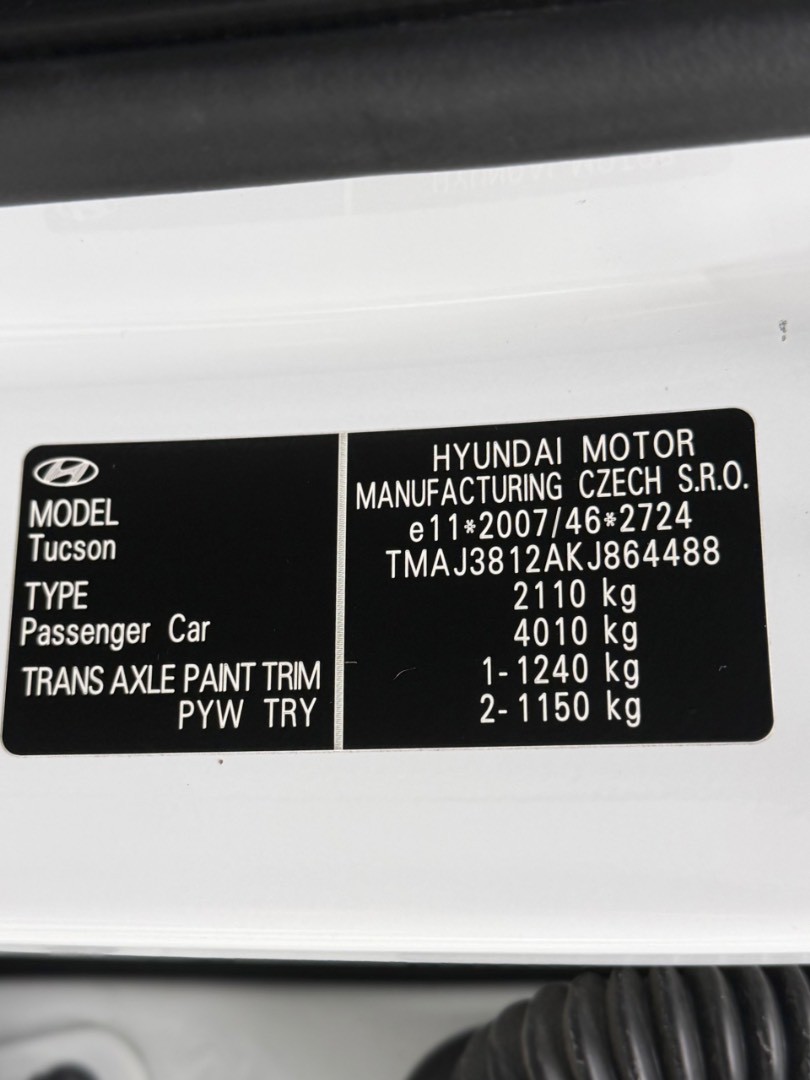 MODEL
Tucson
TYPE
Passenger Car
TRANS AXLE PAINT TRIM
PYW TRY
HYUNDAI MOTOR
MANUFACTURING CZECH S.R.O.
e11*2007/46*2724
TMAJ3812AKJ864488
2110 kg
4010 kg
1-1240 kg
2-1150 kg